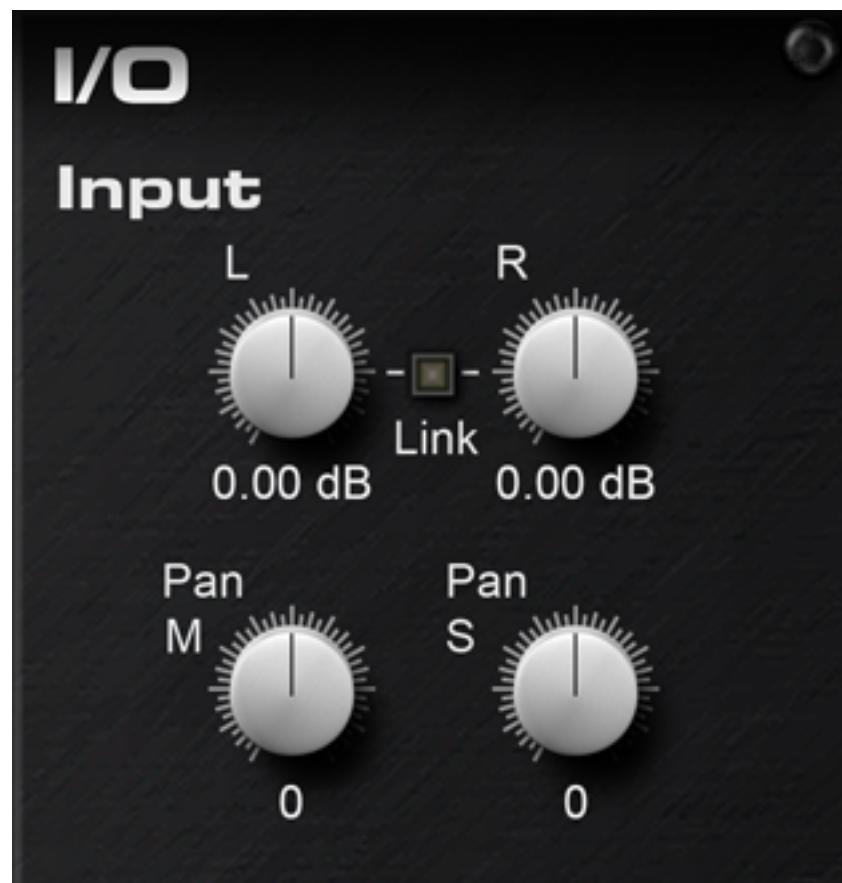 I/O
Input
L R
Link
0.00 dB 0.00 dB
Pan Pan
M S
0 0